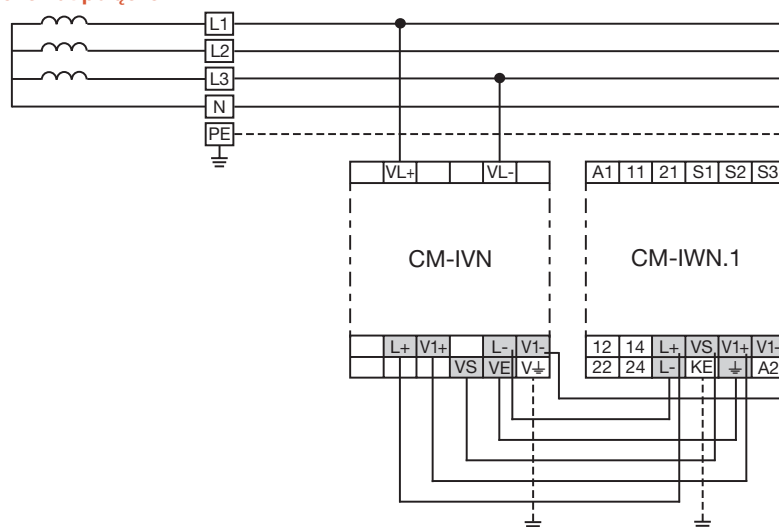 L1
L2
L3
N
PE
VL+ VL-
A1 11 21 S1 S2 S3
CM-IVN
CM-IWN.1
L+ V1+ L- V1-
VS VE V⏚
12 14 L+ VS V1+ V1-
22 24 L- KE ⏚ A2